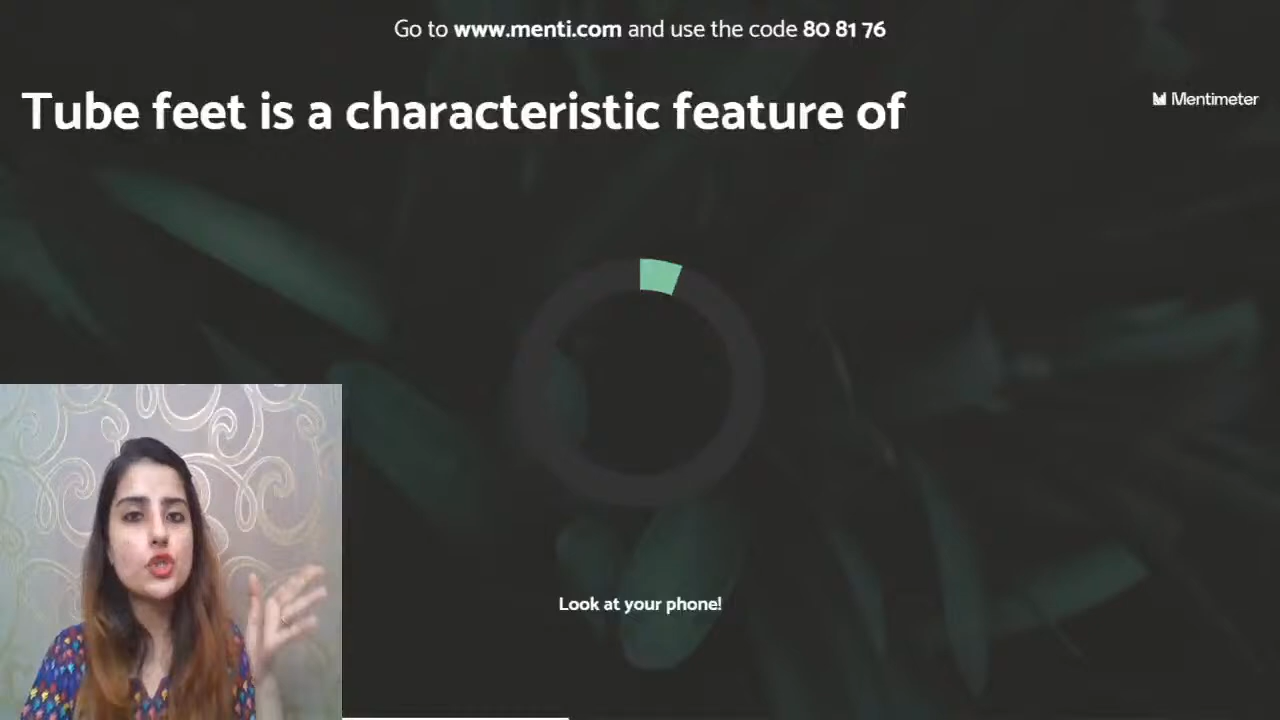 Go to www.menti.com and use the code 80 81 76
Tube feet is a characteristic feature of
Mentimeter
Look at your phone!